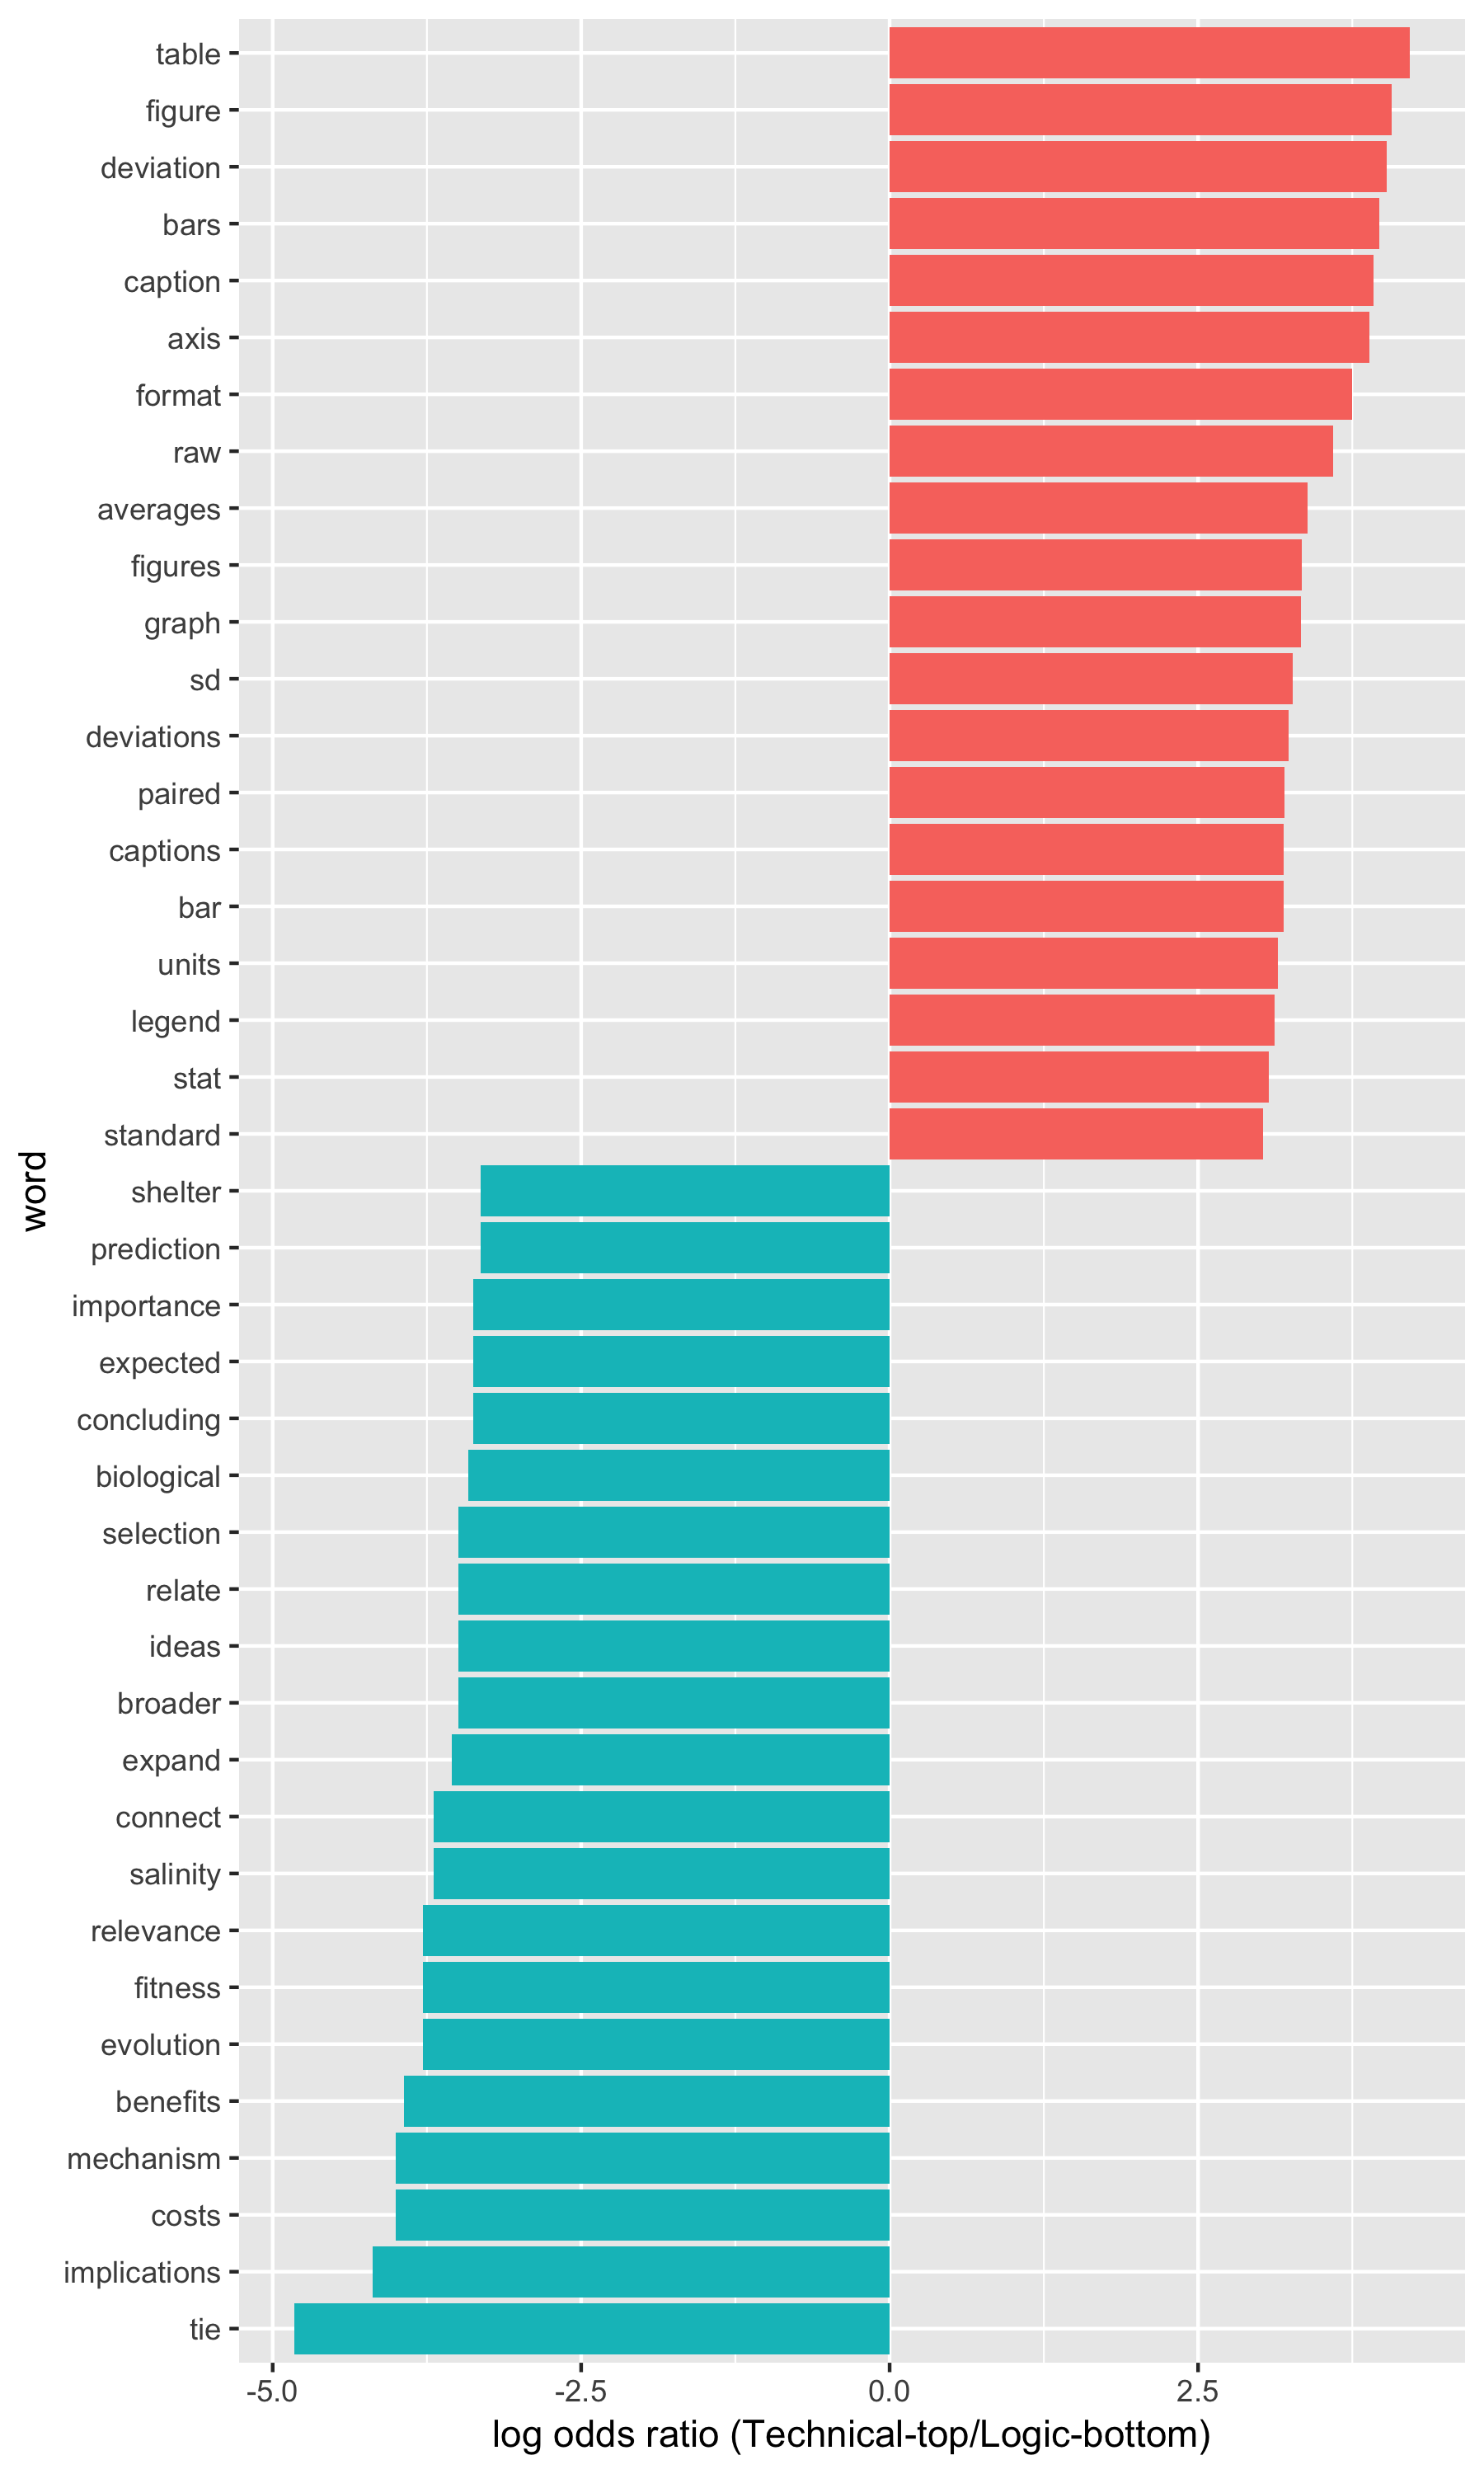 table
figure
deviation
bars
caption
axis
format
raw
averages
figures
graph
sd
deviations
paired
captions
bar
units
legend
stat
standard
word
shelter
prediction
importance
expected
concluding
biological
selection
relate
ideas
broader
expand
connect
salinity
relevance
fitness
evolution
benefits
mechanism
costs
implications
tie
-5.0 -2.5 0.0 2.5
log odds ratio (Technical-top/Logic-bottom)